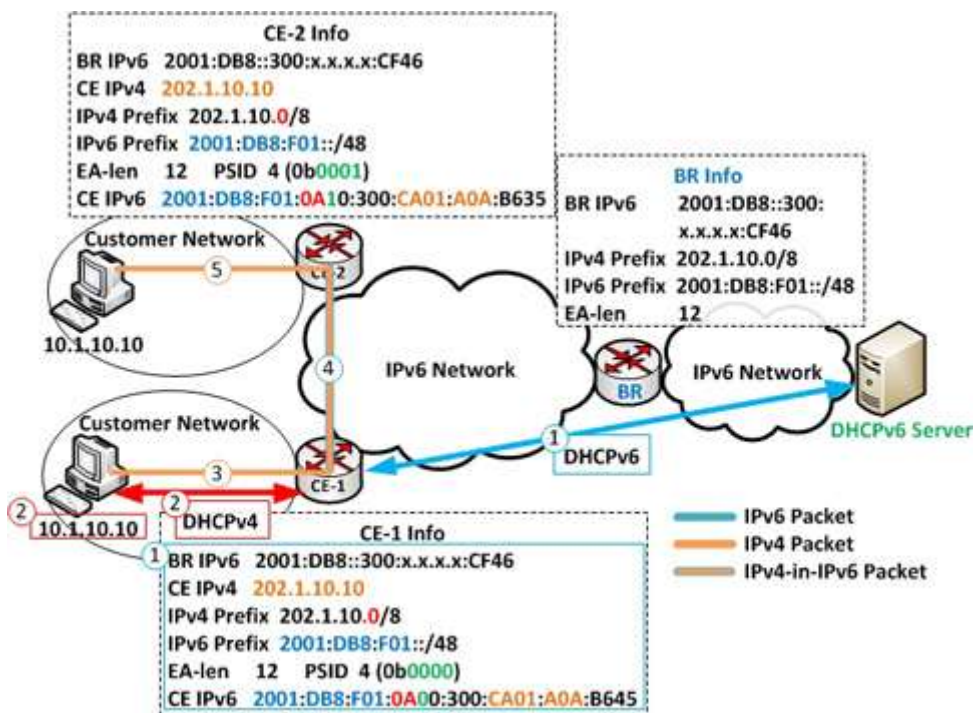 CE-2 Info
BR IPv6 2001:DB8::300:x.x.x.x:CF46
CE IPv4 202.1.10.10
IPv4 Prefix 202.1.10.0/8
IPv6 Prefix 2001:DB8:F01::/48
EA-len 12 PSID 4 (0b0001)
CE IPv6 2001:DB8:F01:0A10:300:CA01:A0A:B635
BR Info
BR IPv6 2001:DB8::300:
x.x.x.x:CF46
IPv4 Prefix 202.1.10.0/8
IPv6 Prefix 2001:DB8:F01::/48
EA-len 12
Customer Network
5
CE-2
10.1.10.10
4
IPv6 Network
BR
IPv6 Network
DHCPv6 Server
1
DHCPv6
Customer Network
3
CE-1
2
10.1.10.10
2
DHCPv4
IPv6 Packet
IPv4 Packet
IPv4-in-IPv6 Packet
CE-1 Info
1
BR IPv6 2001:DB8::300:x.x.x.x:CF46
CE IPv4 202.1.10.10
IPv4 Prefix 202.1.10.0/8
IPv6 Prefix 2001:DB8:F01::/48
EA-len 12 PSID 4 (0b0000)
CE IPv6 2001:DB8:F01:0A00:300:CA01:A0A:B645